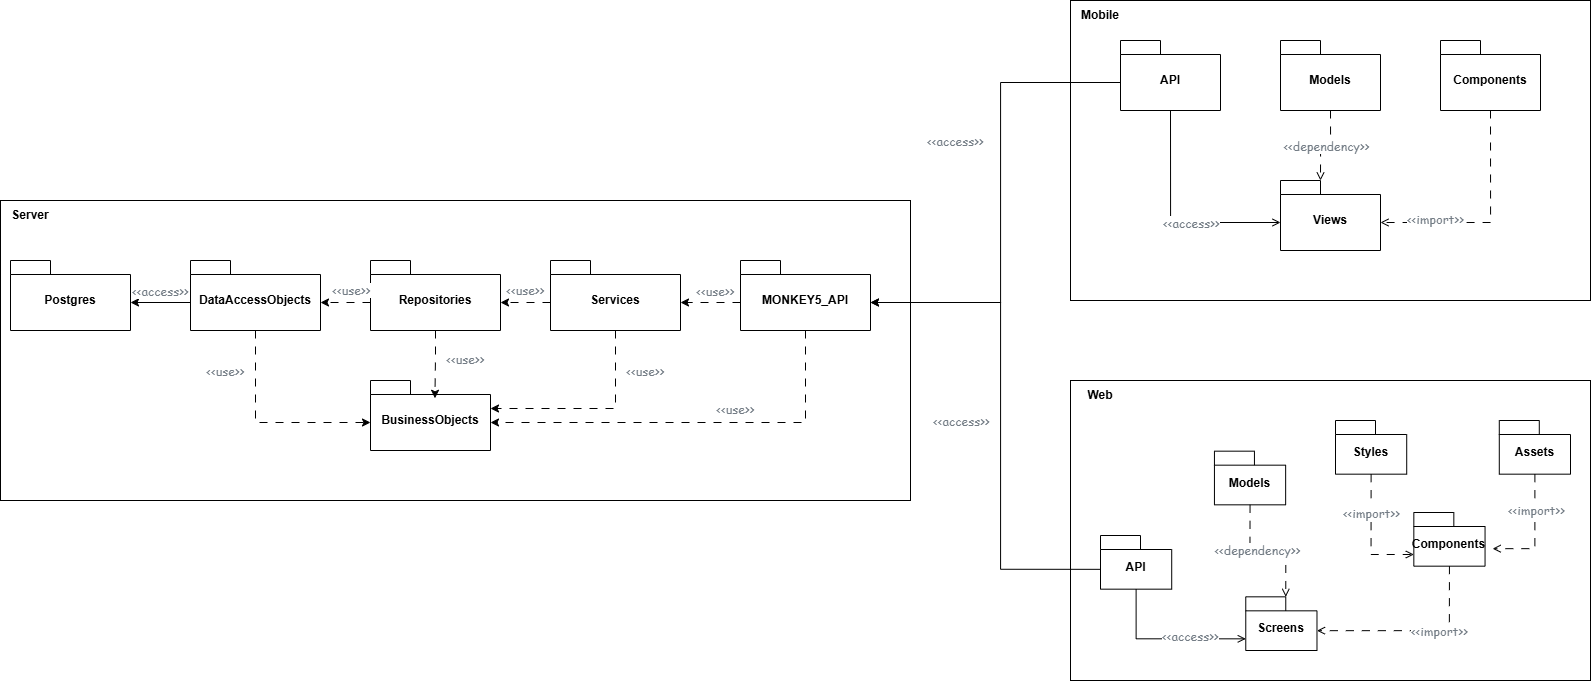 Mobile
API
Models
Components
<<access>>
<<dependency>>
Views
<<access>>
<<import>>
Server
Postgres
<<access>>
DataAccessObjects
<<use>>
Repositories
<<use>>
Services
<<use>>
MONKEY5_API
<<use>>
<<use>>
<<use>>
<<use>>
BusinessObjects
<<access>>
Web
Styles
Assets
Models
<<import>>
<<import>>
Components
<<dependency>>
API
Screens
<<access>>
<<import>>